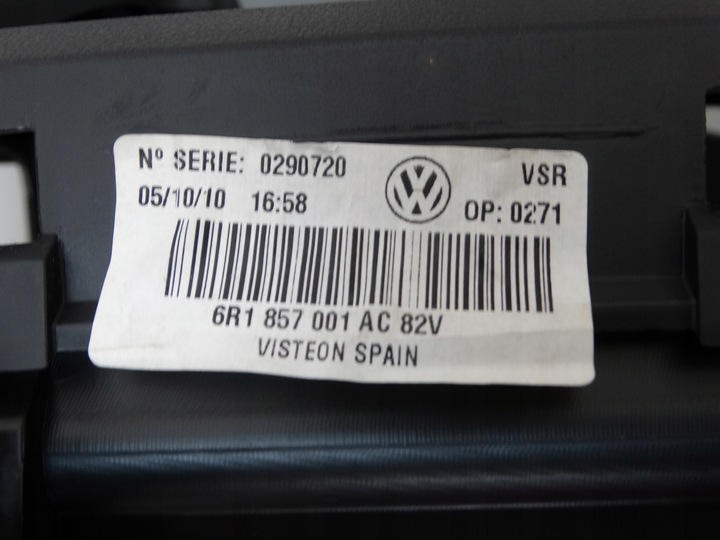 Nº SERIE: 0290720
VSR
05/10/10 16:58
OP: 0271
6R1 857 001 AC 82V
VISTEON SPAIN